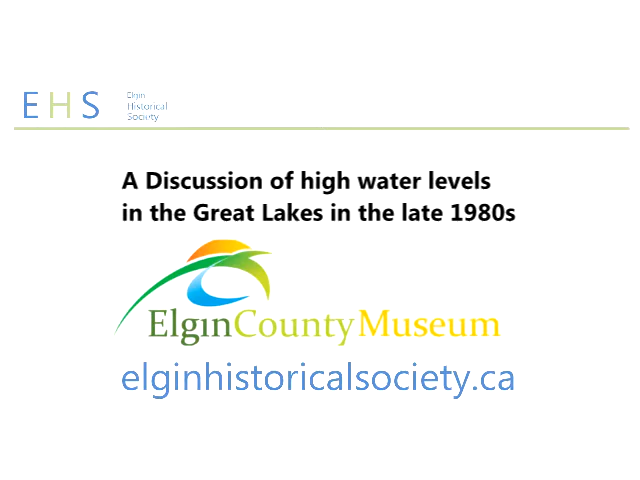 E H S
Elgin
Historical
Society
A Discussion of high water levels
in the Great Lakes in the late 1980s
ElginCountyMuseum
elginhistoricalsociety.ca